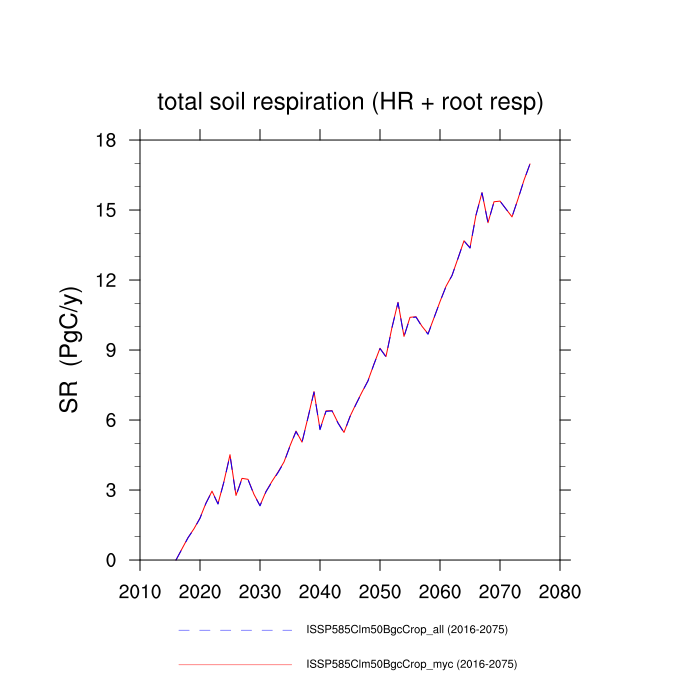 total soil respiration (HR + root resp)
18
15
12
9
6
3
0
SR (PgC/y)
2010 2020 2030 2040 2050 2060 2070 2080
ISSP585Clm50BgcCrop_all (2016-2075)
ISSP585Clm50BgcCrop_myc (2016-2075)